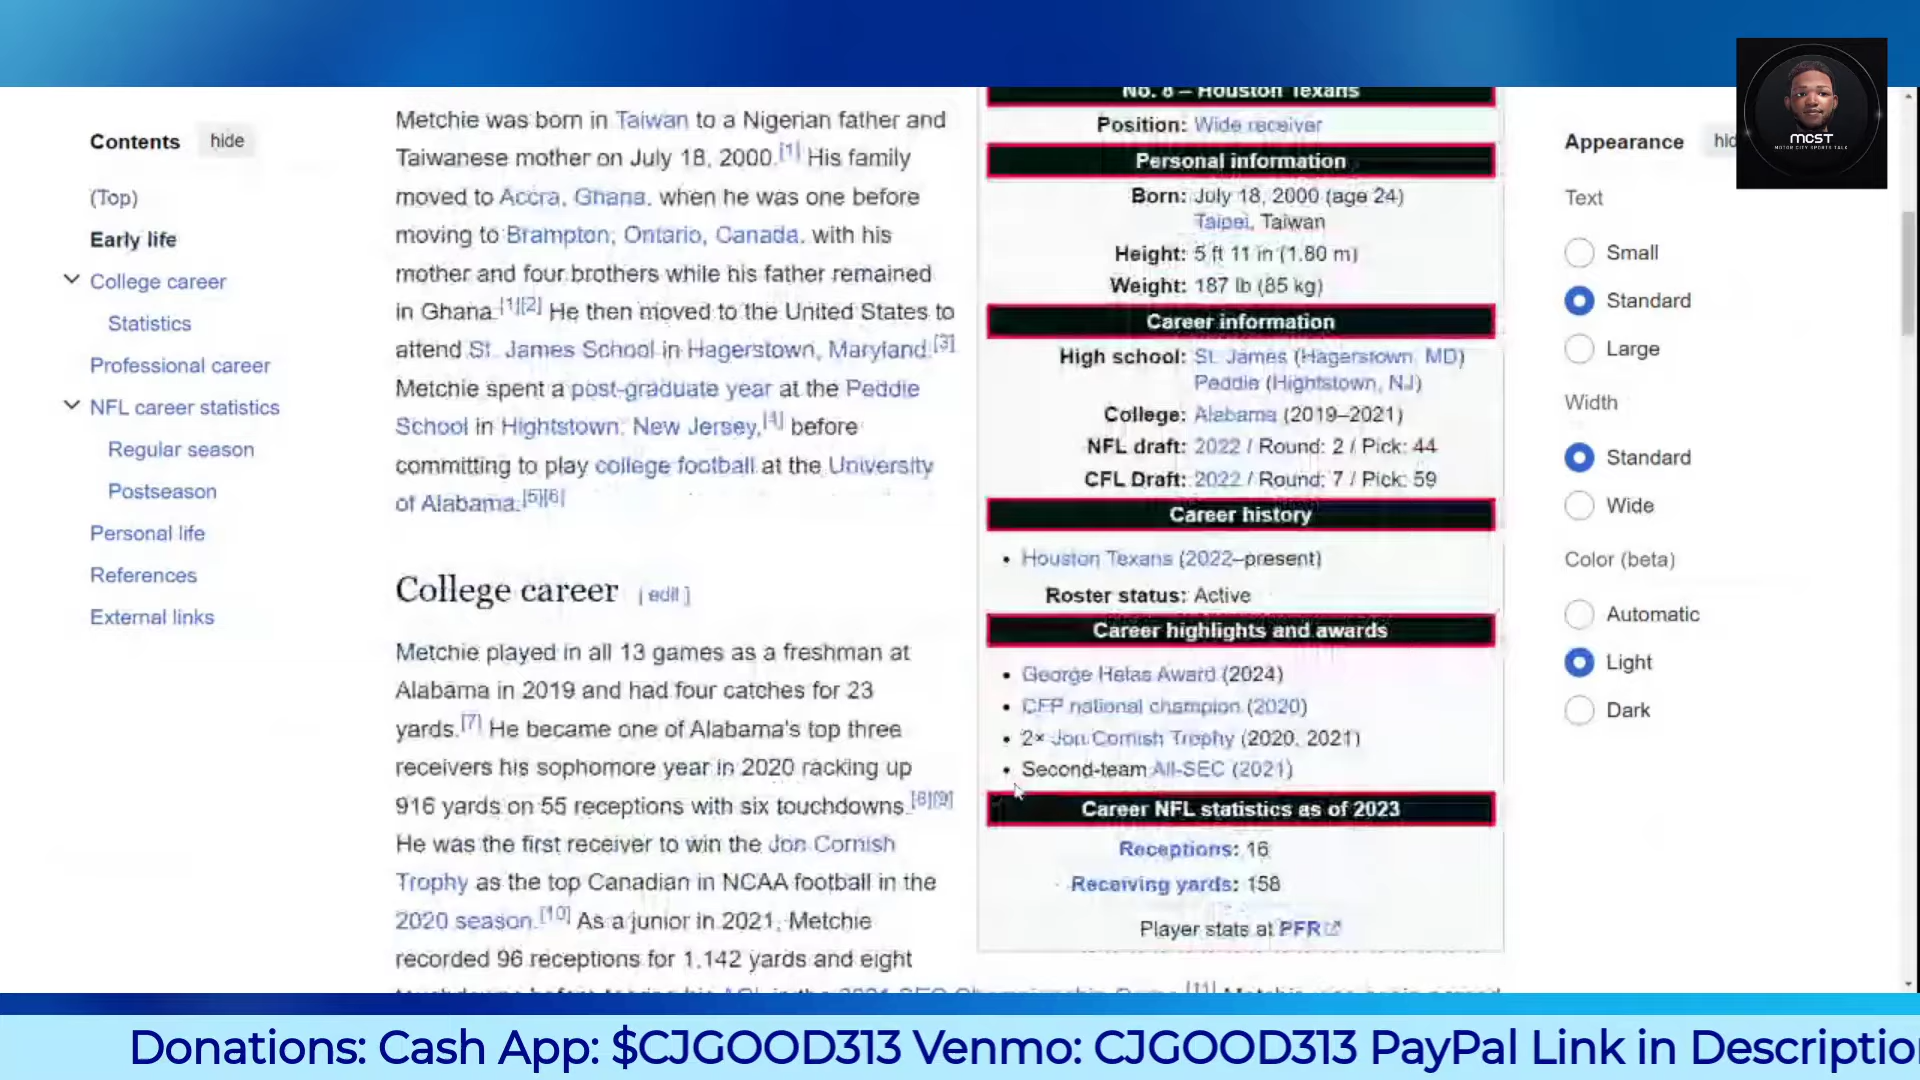 Contents hide
(Top)
Early life
College career
Statistics
Professional career
NFL career statistics
Regular season
Postseason
Personal life
References
External links
Metchie was born in Taiwan to a Nigerian father and
Taiwanese mother on July 18, 2000.[1] His family
moved to Accra, Ghana, when he was one before
moving to Brampton, Ontario, Canada, with his
mother and four brothers while his father remained
in Ghana.[1][2] He then moved to the United States to
attend St. James School in Hagerstown, Maryland.[3]
Metchie spent a post-graduate year at the Peddie
School in Hightstown, New Jersey,[4] before
committing to play college football at the University
of Alabama.[5][6]
College career [ edit ]
Metchie played in all 13 games as a freshman at
Alabama in 2019 and had four catches for 23
yards.[7] He became one of Alabama's top three
receivers his sophomore year in 2020 racking up
916 yards on 55 receptions with six touchdowns.[8][9]
He was the first receiver to win the Jon Cornish
Trophy as the top Canadian in NCAA football in the
2020 season.[10] As a junior in 2021, Metchie
recorded 96 receptions for 1,142 yards and eight
No. 8 – Houston Texans
Position: Wide receiver
Personal information
Born: July 18, 2000 (age 24)
Taipei, Taiwan
Height: 5 ft 11 in (1.80 m)
Weight: 187 lb (85 kg)
Career information
High school: St. James (Hagerstown, MD)
Peddie (Hightstown, NJ)
College: Alabama (2019–2021)
NFL draft: 2022 / Round: 2 / Pick: 44
CFL Draft: 2022 / Round: 7 / Pick: 59
Career history
• Houston Texans (2022–present)
Roster status: Active
Career highlights and awards
• George Halas Award (2024)
• CFP national champion (2020)
• 2× Jon Cornish Trophy (2020, 2021)
• Second-team All-SEC (2021)
Career NFL statistics as of 2023
Receptions: 16
Receiving yards: 158
Player stats at PFR
Appearance hid
Text
Small
Standard
Large
Width
Standard
Wide
Color (beta)
Automatic
Light
Dark
MCST
MOTOR CITY SPORTS TALK
Donations: Cash App: $CJGOOD313 Venmo: CJGOOD313 PayPal Link in Descriptio